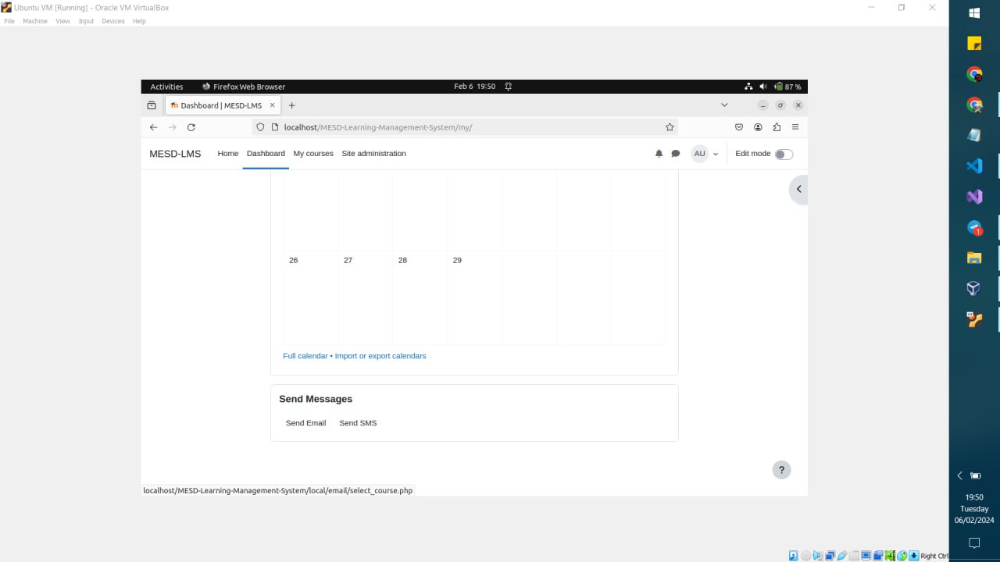 Ubuntu VM [Running] - Oracle VM VirtualBox
File Machine View Input Devices Help
Activities Firefox Web Browser Feb 6 19:50 87 %
Dashboard | MESD-LMS
localhost/MESD-Learning-Management-System/my/
MESD-LMS Home Dashboard My courses Site administration AU Edit mode
26 27 28 29
Full calendar • Import or export calendars
Send Messages
Send Email Send SMS
?
localhost/MESD-Learning-Management-System/local/email/select_course.php
1
19:50
Tuesday
06/02/2024
Right Ctrl